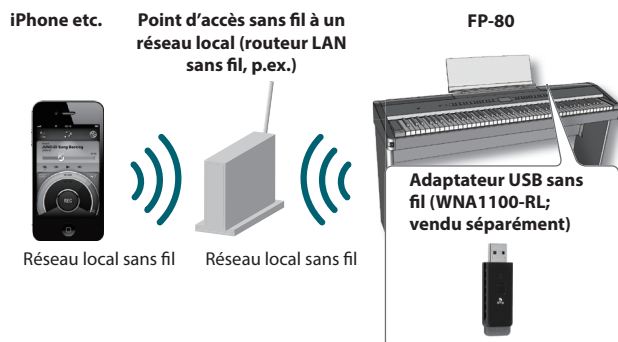 iPhone etc.
Point d’accès sans fil à un
réseau local (routeur LAN
sans fil, p.ex.)
FP-80
Adaptateur USB sans
fil (WNA1100-RL;
vendu séparément)
REC
Réseau local sans fil
Réseau local sans fil